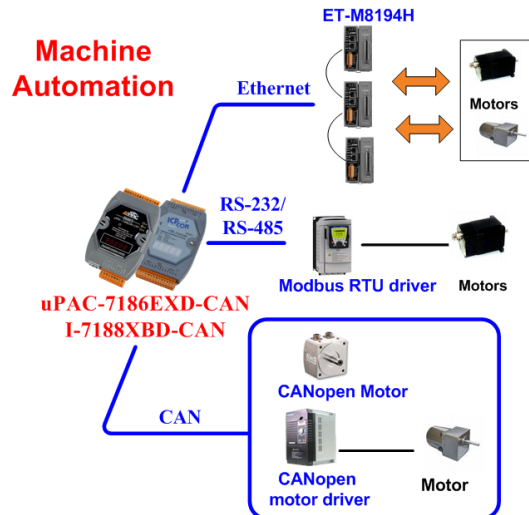 Machine
Automation
ET-M8194H
Ethernet
Motors
RS-232/
RS-485
Modbus RTU driver
Motors
uPAC-7186EXD-CAN
I-7188XBD-CAN
CAN
CANopen Motor
CANopen
motor driver
Motor